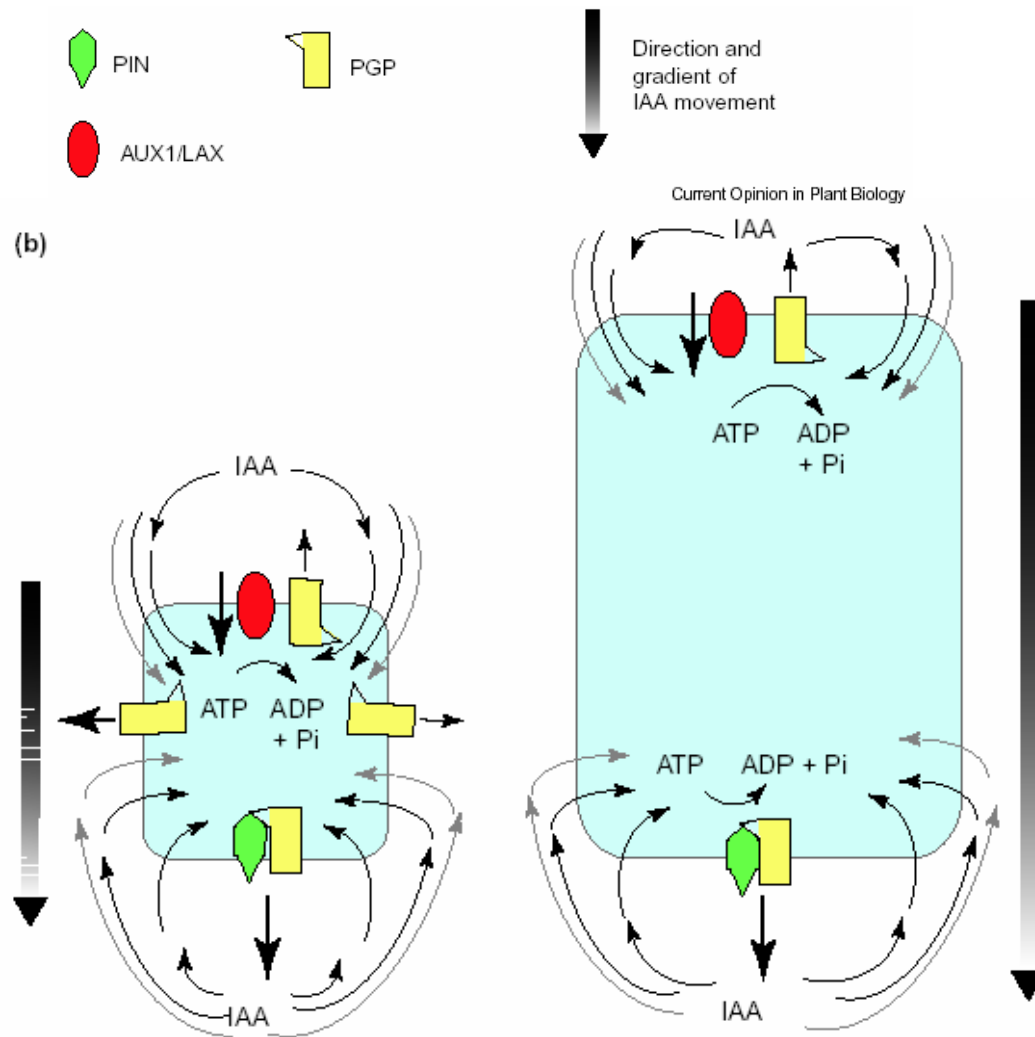 PIN
PGP
AUX1/LAX
Direction and
gradient of
IAA movement
Current Opinion in Plant Biology
(b)
IAA
ATP ADP
+ Pi
IAA
ATP ADP
+ Pi
IAA
ATP ADP + Pi
IAA